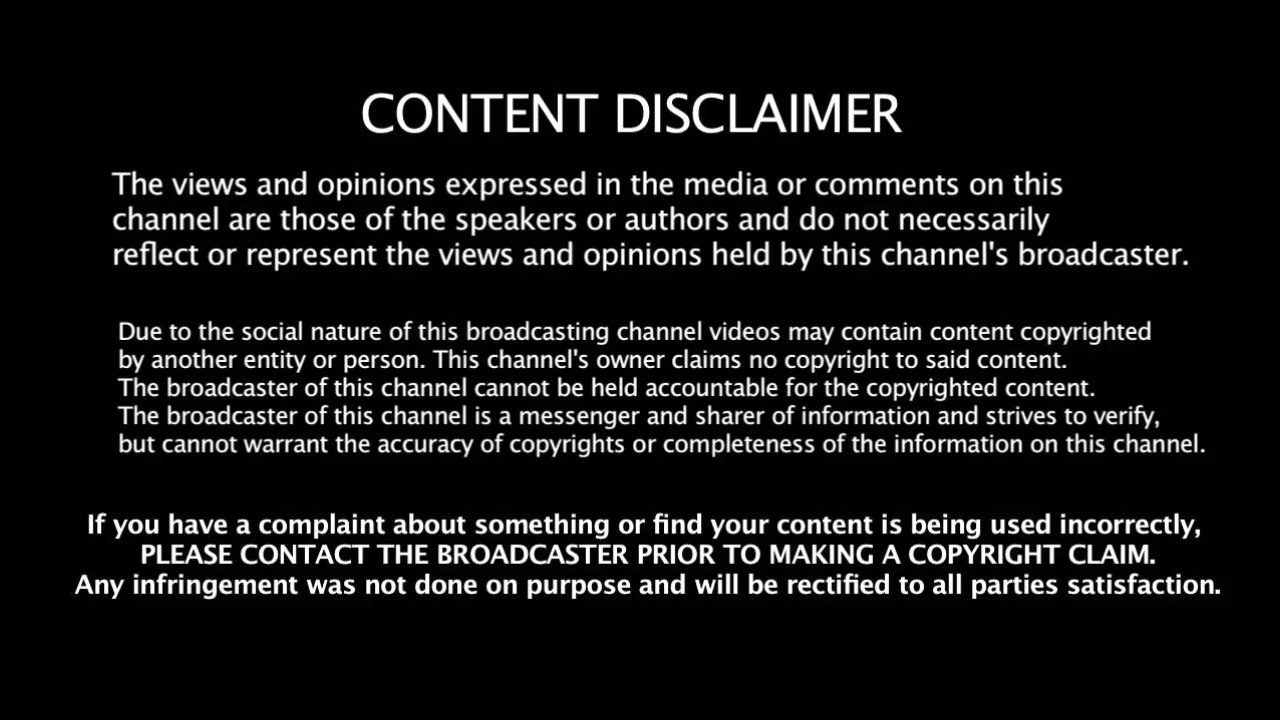 CONTENT DISCLAIMER
The views and opinions expressed in the media or comments on this
channel are those of the speakers or authors and do not necessarily
reflect or represent the views and opinions held by this channel's broadcaster.
Due to the social nature of this broadcasting channel videos may contain content copyrighted
by another entity or person. This channel's owner claims no copyright to said content.
The broadcaster of this channel cannot be held accountable for the copyrighted content.
The broadcaster of this channel is a messenger and sharer of information and strives to verify,
but cannot warrant the accuracy of copyrights or completeness of the information on this channel.
If you have a complaint about something or find your content is being used incorrectly,
PLEASE CONTACT THE BROADCASTER PRIOR TO MAKING A COPYRIGHT CLAIM.
Any infringement was not done on purpose and will be rectified to all parties satisfaction.